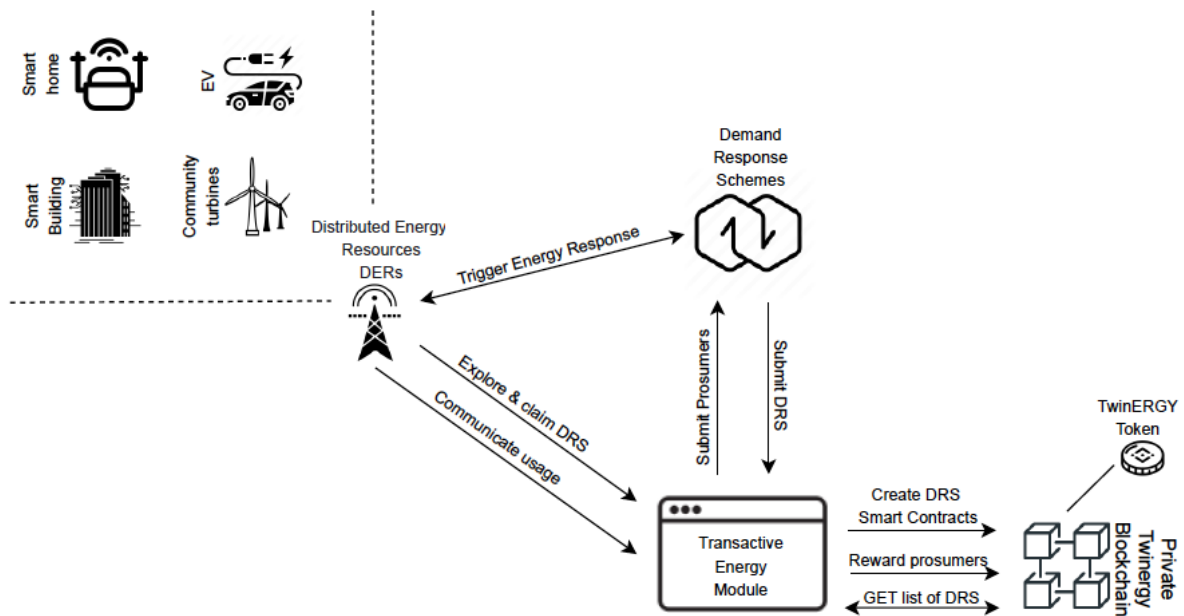 Smart
home
EV
Smart
Building
Community
turbines
Distributed Energy
Resources
DERs
Demand
Response
Schemes
Trigger Energy Response
Explore & claim DRS
Communicate usage
Submit Prosumers
Submit DRS
TwinERGY
Token
Transactive
Energy
Module
Create DRS
Smart Contracts
Reward prosumers
GET list of DRS
Private
Twinergy
Blockchain